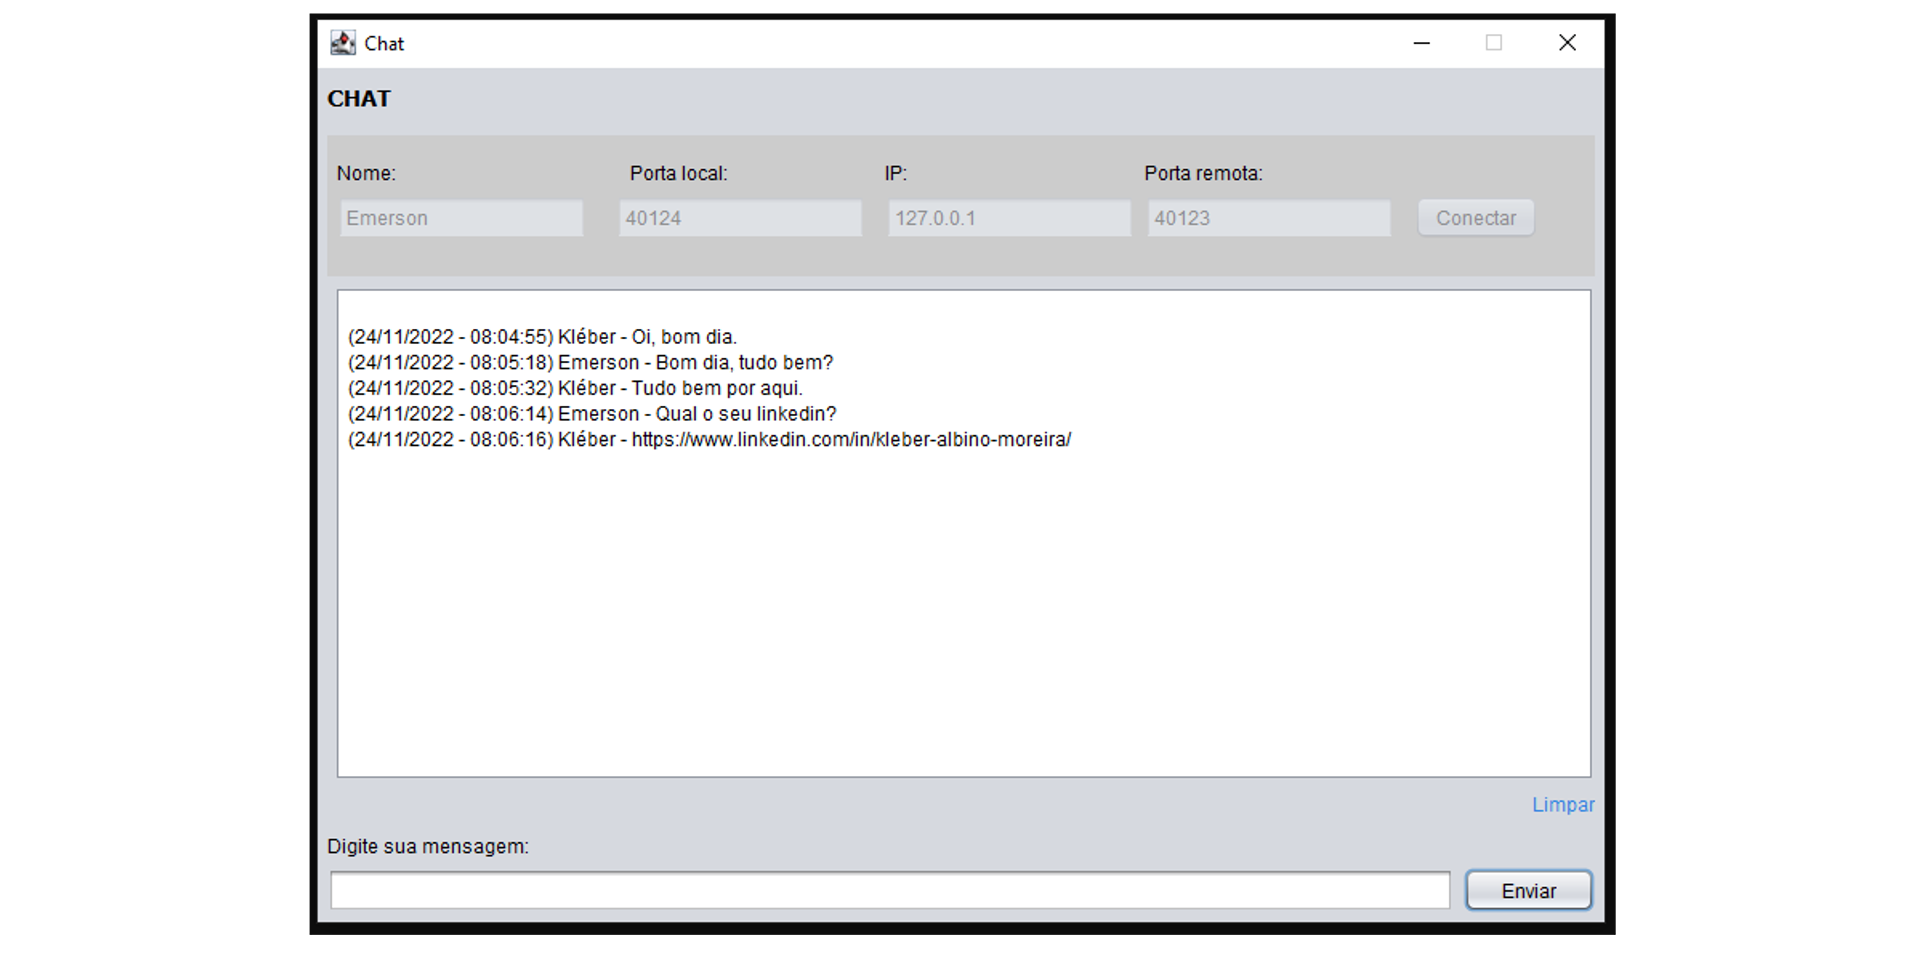 Chat
CHAT
Nome: Porta local: IP: Porta remota:
Emerson 40124 127.0.0.1 40123 Conectar
(24/11/2022 - 08:04:55) Kléber - Oi, bom dia.
(24/11/2022 - 08:05:18) Emerson - Bom dia, tudo bem?
(24/11/2022 - 08:05:32) Kléber - Tudo bem por aqui.
(24/11/2022 - 08:06:14) Emerson - Qual o seu linkedin?
(24/11/2022 - 08:06:16) Kléber - https://www.linkedin.com/in/kleber-albino-moreira/
Limpar
Digite sua mensagem:
Enviar